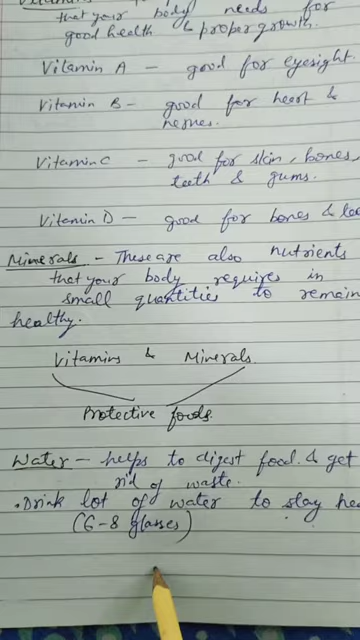 that your body needs for
good health & proper growth.
Vitamin A - good for eyesight.
Vitamin B - good for heart &
nerves.
Vitamin C - good for skin, bones,
teeth & gums.
Vitamin D - good for bones &
Minerals - These are also nutrients
that your body requires in
small quantities to remain
healthy.
Vitamins & Minerals
Protective foods
Water - helps to digest food & get
rid of waste.
• Drink lot of water to stay
(6-8 glasses)